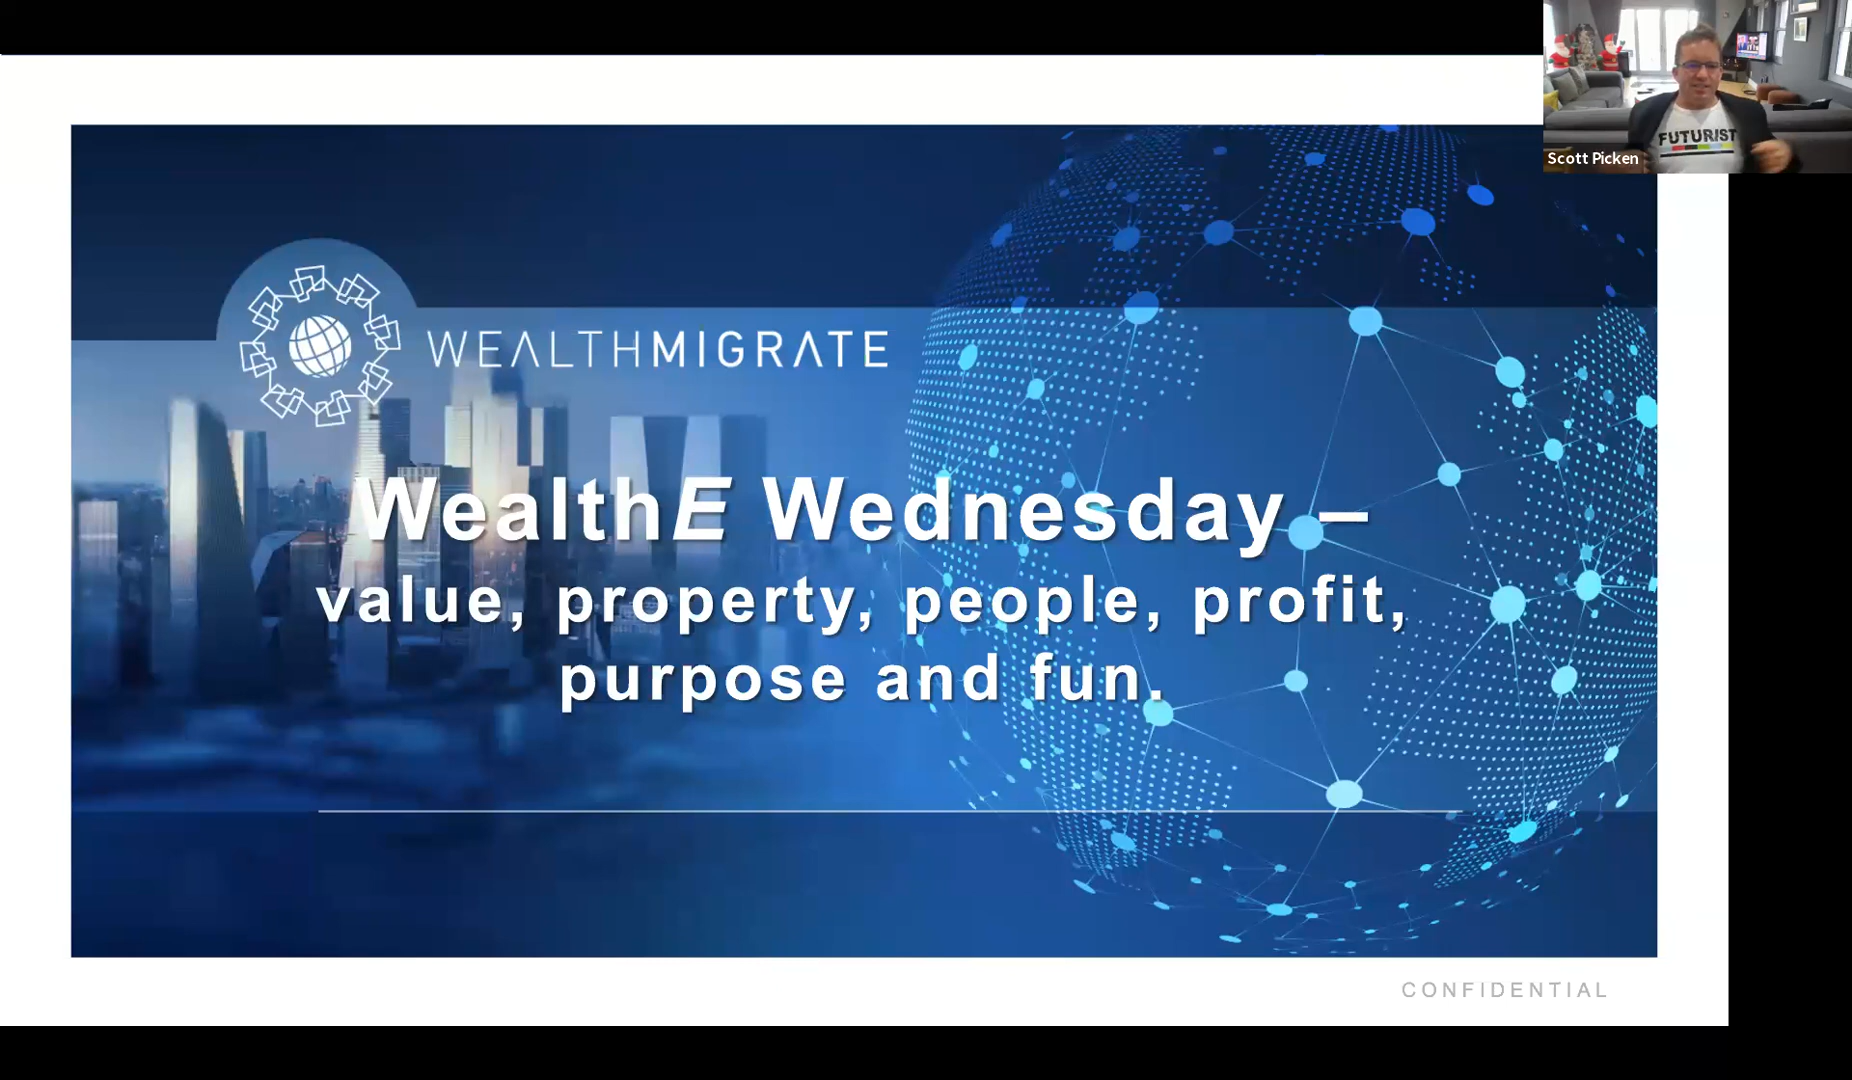 FUTURIST
Scott Picken
WEALTHMIGRATE
WealthE Wednesday –
value, property, people, profit,
purpose and fun.
CONFIDENTIAL